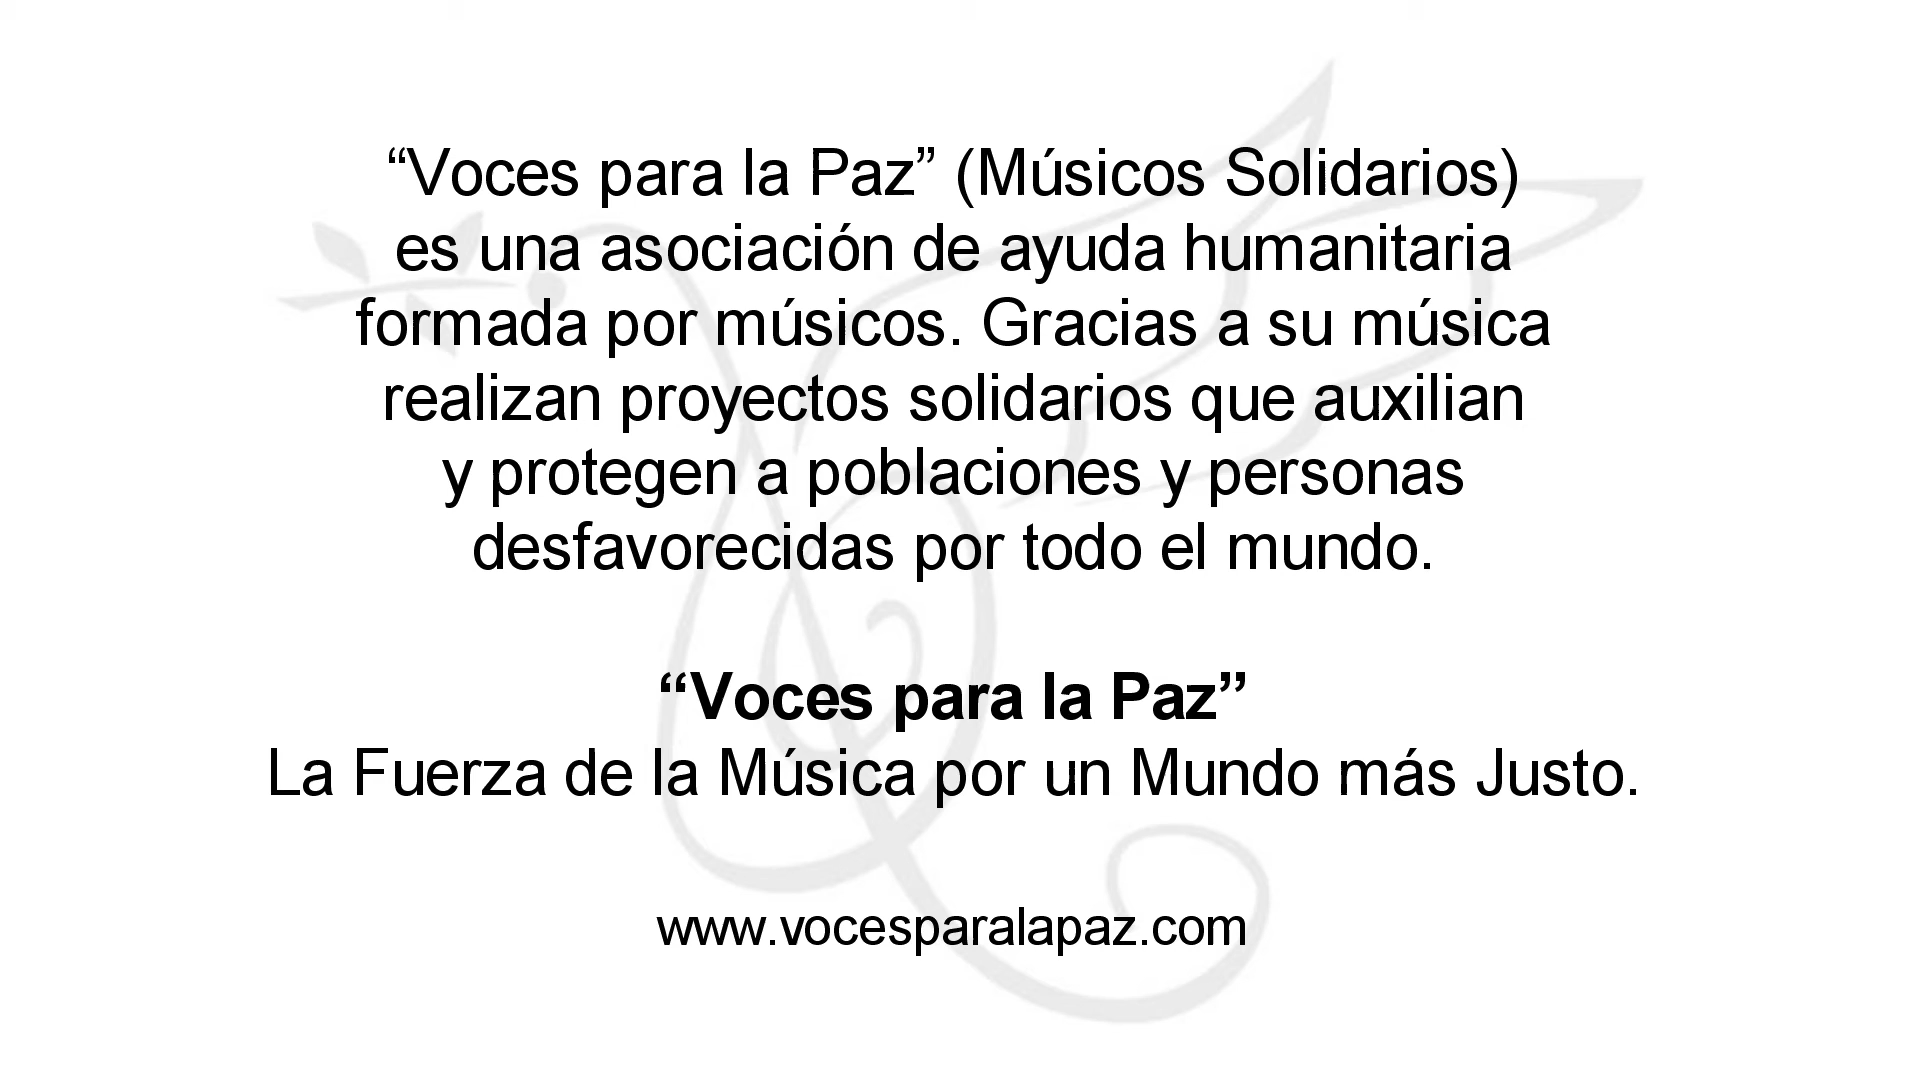 “Voces para la Paz” (Músicos Solidarios)
es una asociación de ayuda humanitaria
formada por músicos. Gracias a su música
realizan proyectos solidarios que auxilian
y protegen a poblaciones y personas
desfavorecidas por todo el mundo.
“Voces para la Paz”
La Fuerza de la Música por un Mundo más Justo.
www.vocesparalapaz.com